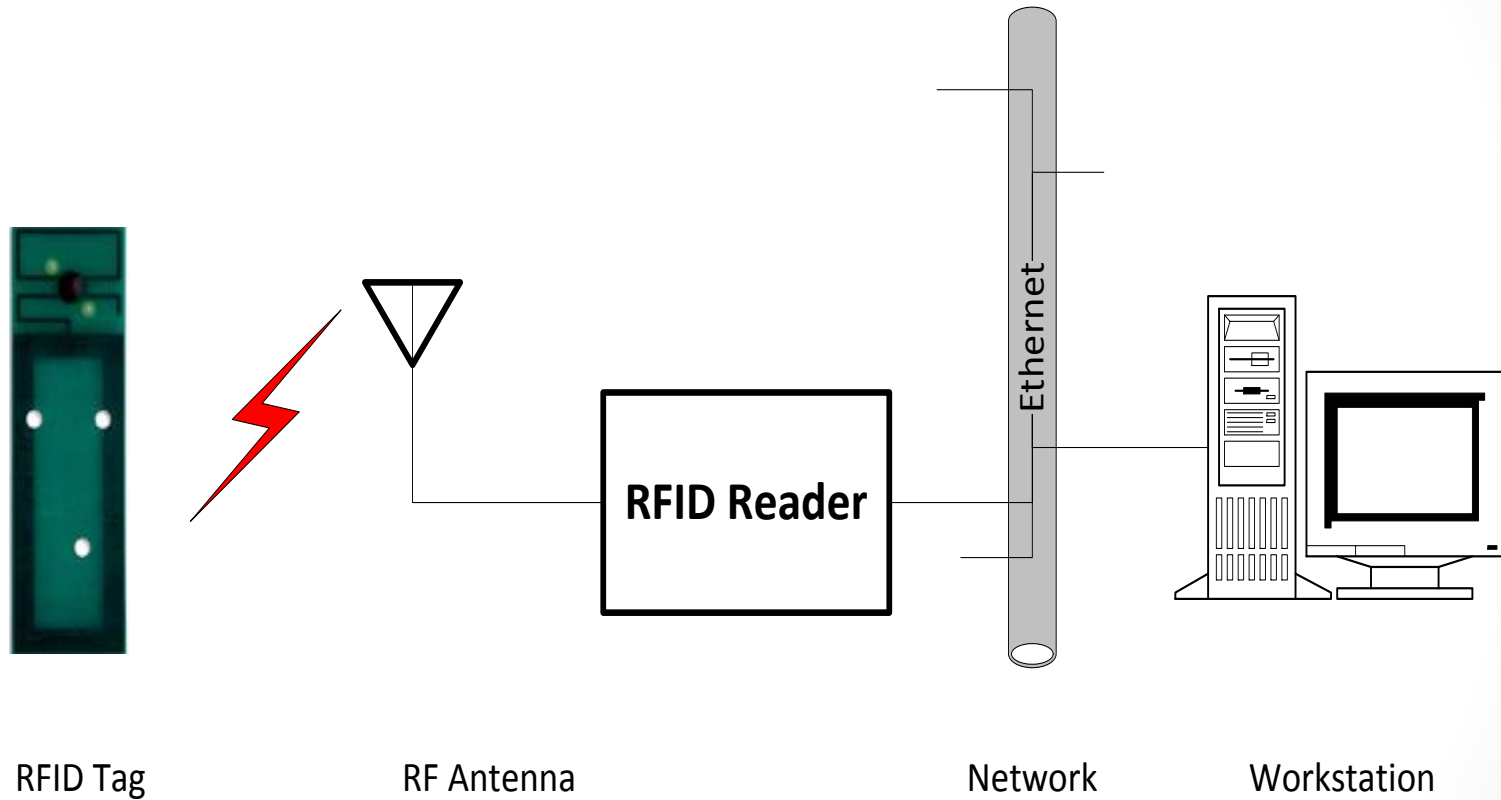 Ethernet
RFID Reader
RFID Tag
RF Antenna
Network
Workstation